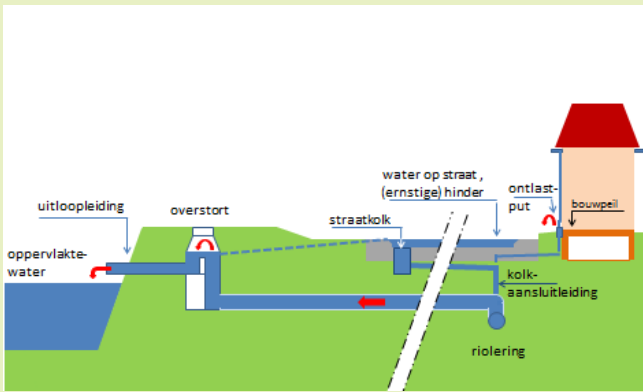 uitloopleiding
oppervlakte-
water
overstort
straatkolk
water op straat ,
(ernstige) hinder
ontlast-
put
bouwpeil
kolk-
aansluitleiding
riolering